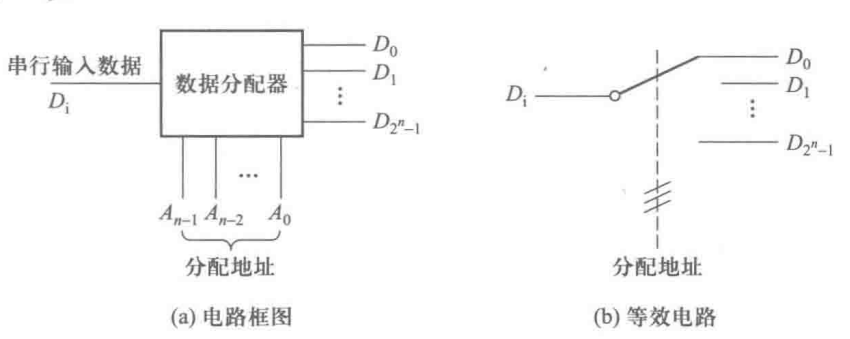 串行输入数据
D_i
数据分配器
D_0
D_1
⋮
D_{2^n-1}
...
A_{n-1} A_{n-2} A_0
分配地址
(a) 电路框图
D_i
D_0
D_1
⋮
D_{2^n-1}
分配地址
(b) 等效电路